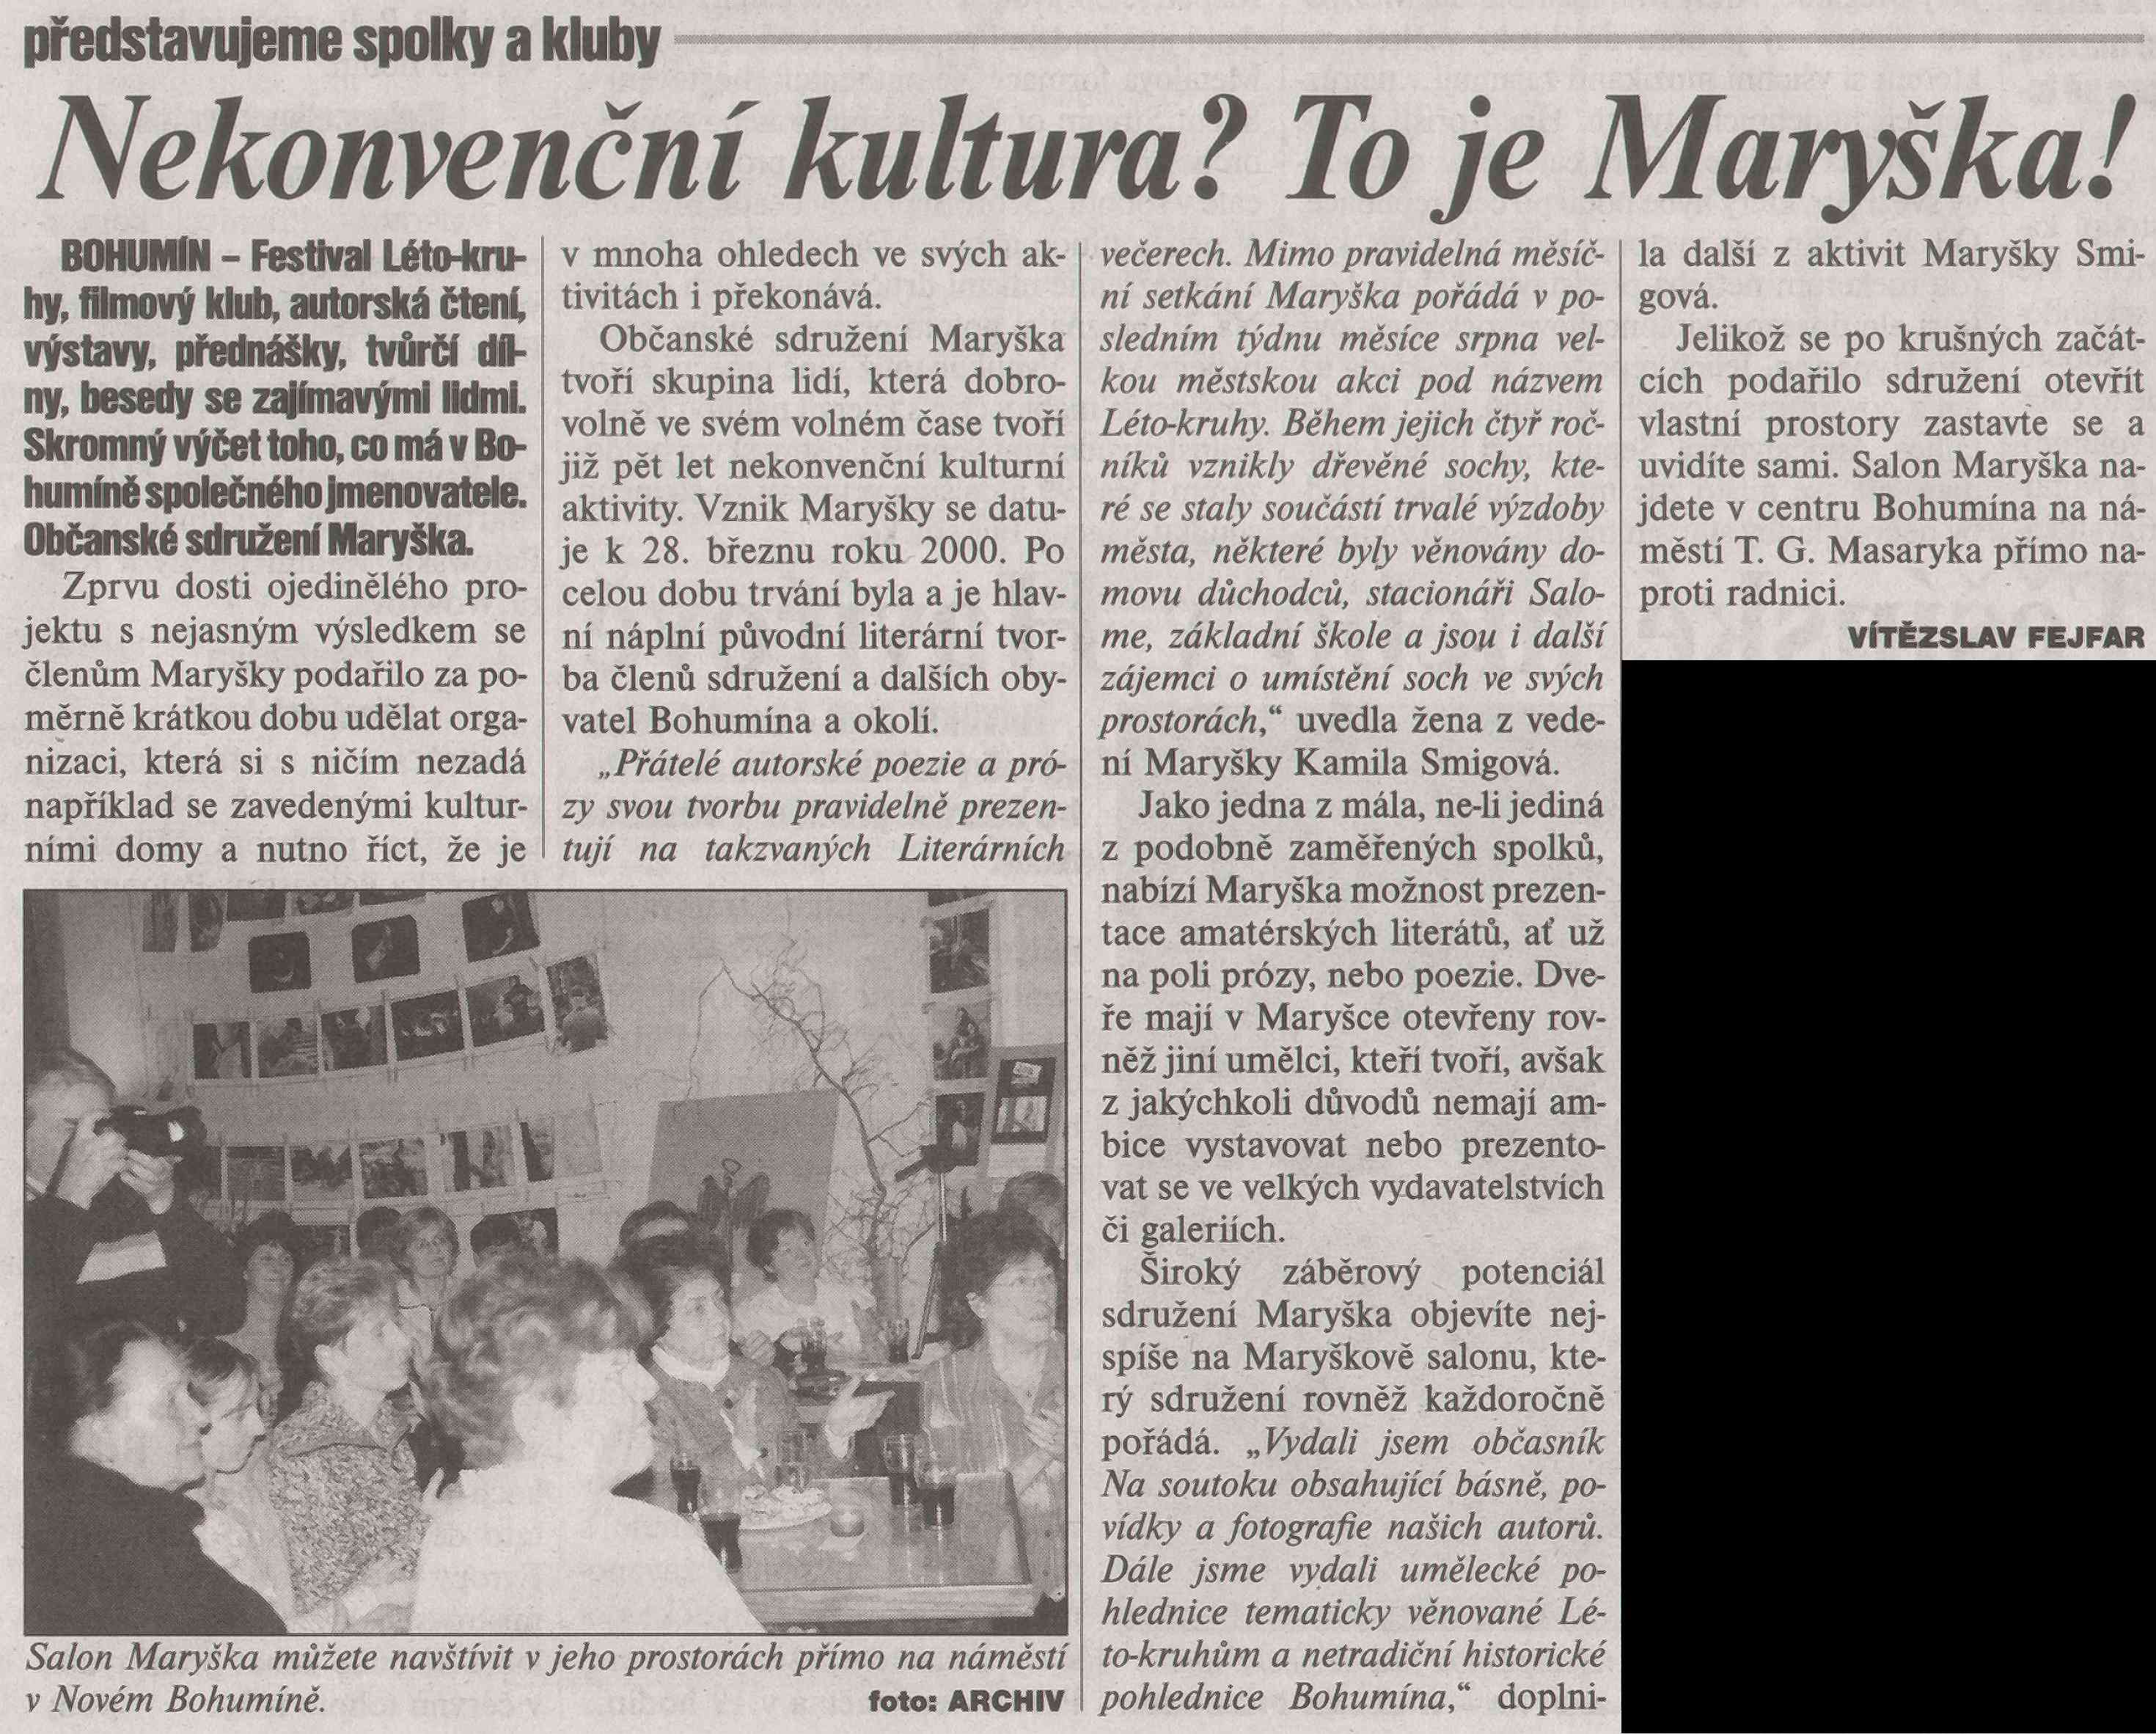 představujeme spolky a kluby
Nekonvenční kultura? To je Maryška!
BOHUMÍN – Festival Léto-kru-
hy, filmový klub, autorská čtení,
výstavy, přednášky, tvůrčí díl-
ny, besedy se zajímavými lidmi.
Skromný výčet toho, co má v Bo-
humíně společného jmenovatele.
Občanské sdružení Maryška.
Zprvu dosti ojedinělého pro-
jektu s nejasným výsledkem se
členům Maryšky podařilo za po-
měrně krátkou dobu udělat orga-
nizaci, která si s ničím nezadá
například se zavedenými kultur-
ními domy a nutno říct, že je
v mnoha ohledech ve svých ak-
tivitách i překonává.
Občanské sdružení Maryška
tvoří skupina lidí, která dobro-
volně ve svém volném čase tvoří
již pět let nekonvenční kulturní
aktivity. Vznik Maryšky se datu-
je k 28. březnu roku 2000. Po
celou dobu trvání byla a je hlav-
ní náplní původní literární tvor-
ba členů sdružení a dalších oby-
vatel Bohumína a okolí.
„Přátelé autorské poezie a pró-
zy svou tvorbu pravidelně prezen-
tují na takzvaných Literárních
večerech. Mimo pravidelná měsíč-
ní setkání Maryška pořádá v po-
sledním týdnu měsíce srpna vel-
kou městskou akci pod názvem
Léto-kruhy. Během jejich čtyř roč-
níků vznikly dřevěné sochy, kte-
ré se staly součástí trvalé výzdoby
města, některé byly věnovány do-
movu důchodců, stacionáři Salo-
me, základní škole a jsou i další
zájemci o umístění soch ve svých
prostorách,“ uvedla žena z vede-
ní Maryšky Kamila Smigová.
Jako jedna z mála, ne-li jediná
z podobně zaměřených spolků,
nabízí Maryška možnost prezen-
tace amatérských literátů, ať už
na poli prózy, nebo poezie. Dve-
ře mají v Maryšce otevřeny rov-
něž jiní umělci, kteří tvoří, avšak
z jakýchkoli důvodů nemají am-
bice vystavovat nebo prezento-
vat se ve velkých vydavatelstvích
či galeriích.
Široký záběrový potenciál
sdružení Maryška objevíte nej-
spíše na Maryškově salonu, kte-
rý sdružení rovněž každoročně
pořádá. „Vydali jsem občasník
Na soutoku obsahující básně, po-
vídky a fotografie našich autorů.
Dále jsme vydali umělecké po-
hlednice tematicky věnované Lé-
to-kruhům a netradiční historické
pohlednice Bohumína,“ doplni-
la další z aktivit Maryšky Smi-
gová.
Jelikož se po krušných začát-
cích podařilo sdružení otevřít
vlastní prostory zastavte se a
uvidíte sami. Salon Maryška na-
jdete v centru Bohumína na ná-
městí T. G. Masaryka přímo na-
proti radnici.
VÍTĚZSLAV FEJFAR
Salon Maryška můžete navštívit v jeho prostorách přímo na náměstí
v Novém Bohumíně. foto: ARCHIV